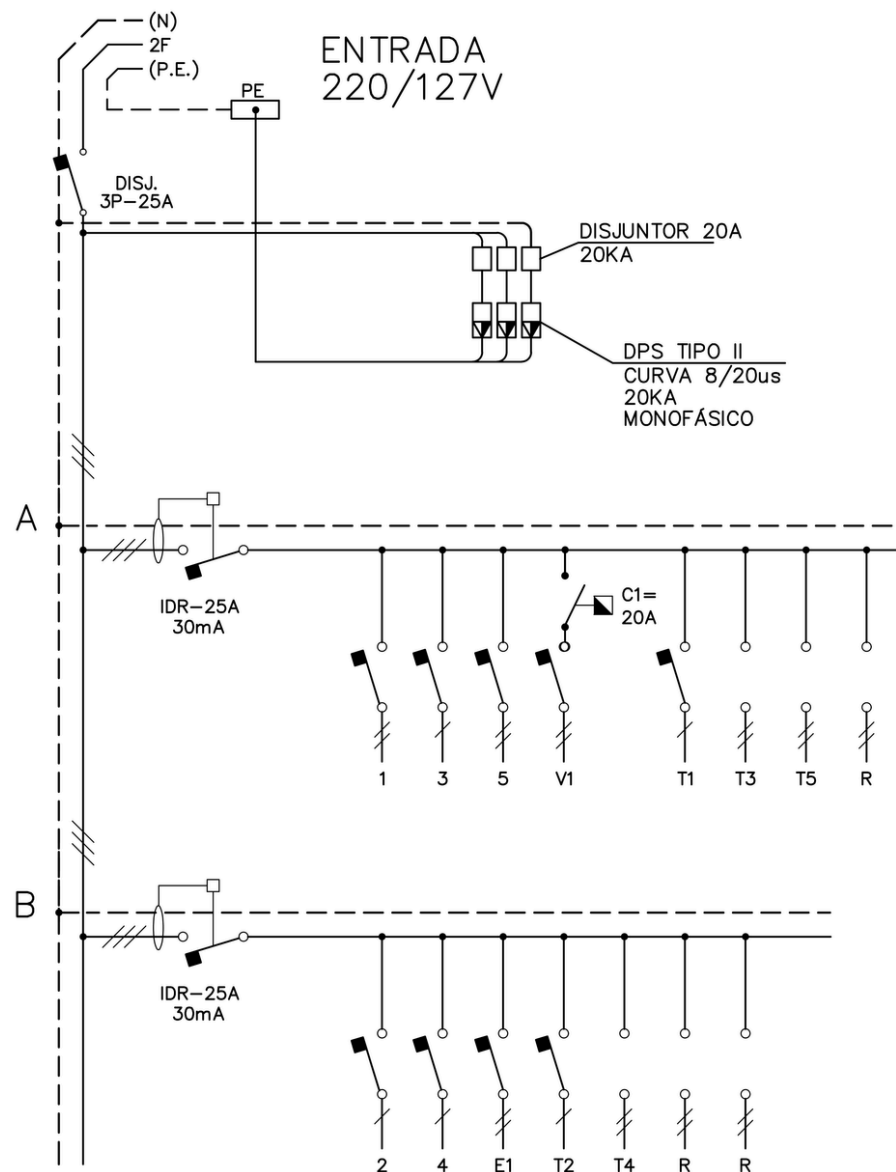 (N)
2F
(P.E.)
ENTRADA
220/127V
PE
DISJ.
3P-25A
DISJUNTOR 20A
20KA
DPS TIPO II
CURVA 8/20us
20KA
MONOFÁSICO
A
IDR-25A
30mA
C1=
20A
1 3 5 V1 T1 T3 T5 R
B
IDR-25A
30mA
2 4 E1 T2 T4 R R